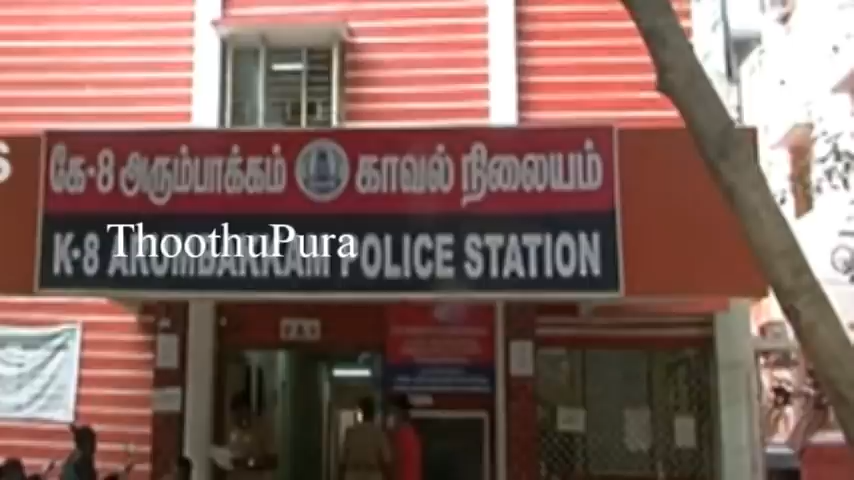 கே-8 அரும்பாக்கம் காவல் நிலையம்
K-8 ARUMBAKKAM POLICE STATION
ThoothuPura